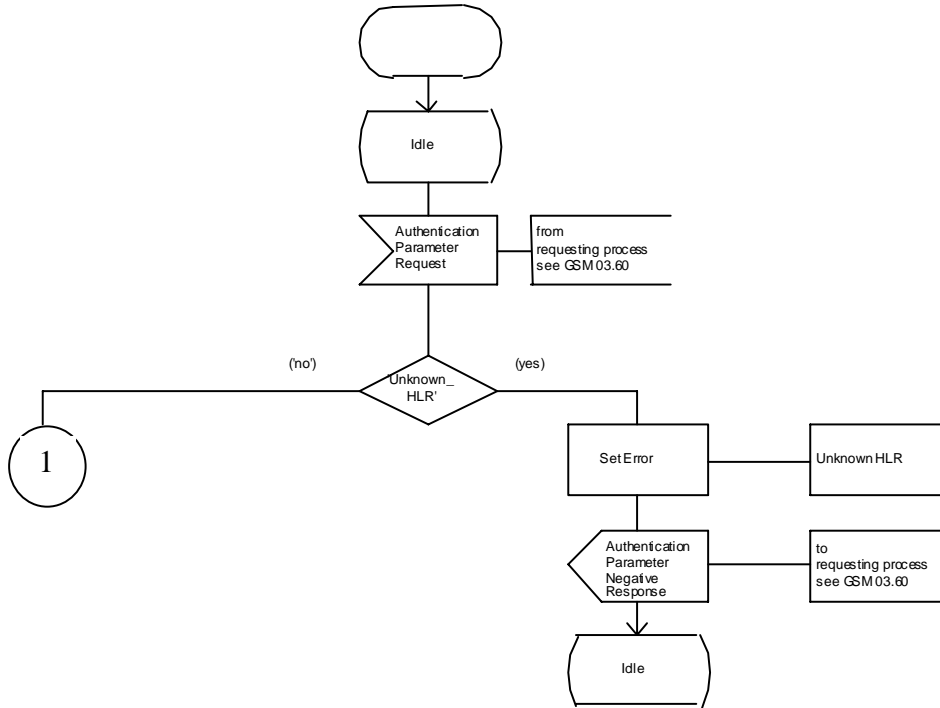 Idle
Authentication
Parameter
Request
from
requesting process
see GSM 03.60
('no')
'Unknown_
HLR'
(yes)
1
Set Error
Unknown HLR
Authentication
Parameter
Negative
Response
to
requesting process
see GSM 03.60
Idle